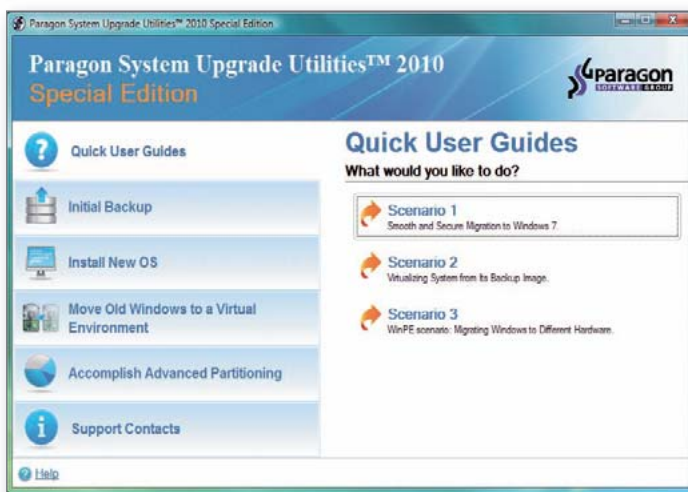 Paragon System Upgrade Utilities™ 2010 Special Edition
Paragon System Upgrade Utilities™ 2010
Special Edition
Paragon
SOFTWARE GROUP
Quick User Guides
Initial Backup
Install New OS
Move Old Windows to a Virtual
Environment
Accomplish Advanced Partitioning
Support Contacts
Quick User Guides
What would you like to do?
Scenario 1
Smooth and Secure Migration to Windows 7.
Scenario 2
Virtualizing System from Its Backup Image.
Scenario 3
WinPE scenario: Migrating Windows to Different Hardware.
Help